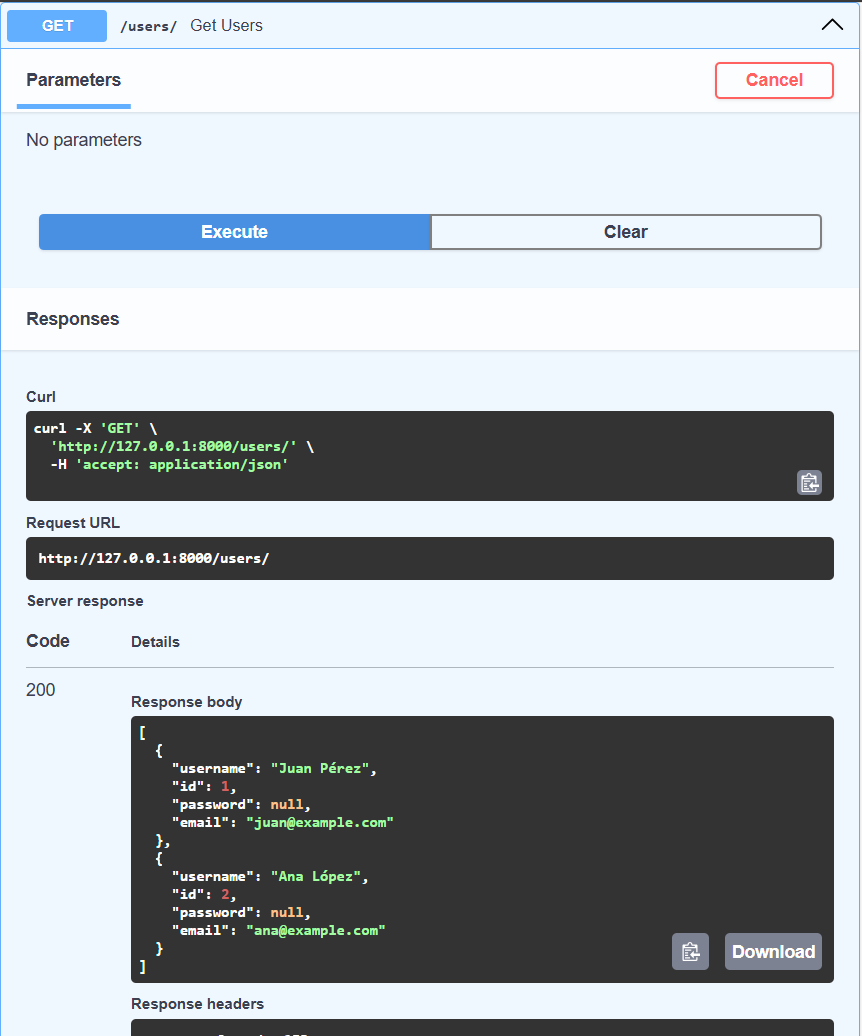 GET /users/ Get Users
Parameters
Cancel
No parameters
Execute
Clear
Responses
Curl
curl -X 'GET' \
  'http://127.0.0.1:8000/users/' \
  -H 'accept: application/json'
Request URL
http://127.0.0.1:8000/users/
Server response
Code Details
200
Response body
[
  {
    "username": "Juan Pérez",
    "id": 1,
    "password": null,
    "email": "juan@example.com"
  },
  {
    "username": "Ana López",
    "id": 2,
    "password": null,
    "email": "ana@example.com"
  }
]
Download
Response headers